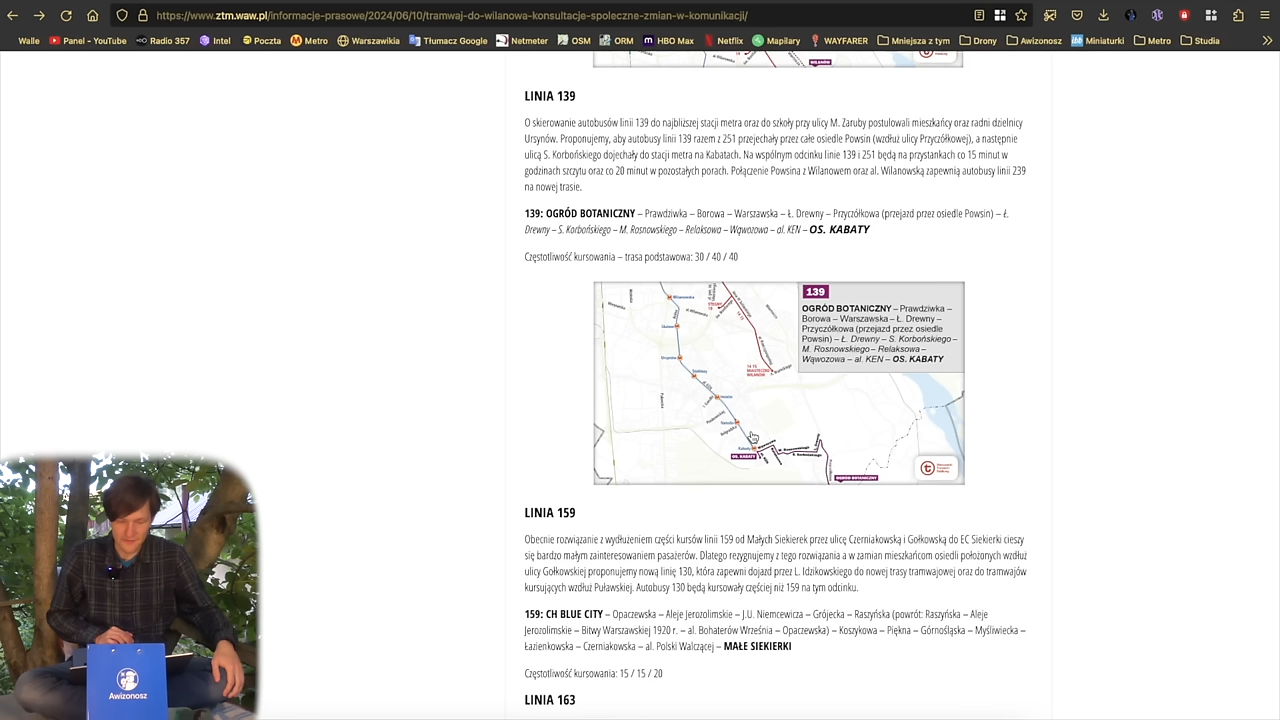 https://www.ztm.waw.pl/informacje-prasowe/2024/06/10/tramwaj-do-wilanowa-konsultacje-spoleczne-zmian-w-komunikacji/
Walle Panel - YouTube Radio 357 Intel Poczta Metro Warszawikia Tłumacz Google Netmeter OSM ORM HBO Max Netflix Mapilary WAYFARER Mniejsza z tym Drony Awizonosz Miniaturki Metro Studia
WILANÓW
LINIA 139
O skierowanie autobusów linii 139 do najbliższej stacji metra oraz do szkoły przy ulicy M. Zaruby postulowali mieszkańcy oraz radni dzielnicy
Ursynów. Proponujemy, aby autobusy linii 139 razem z 251 przejechały przez całe osiedle Powsin (wzdłuż ulicy Przyczółkowej), a następnie
ulicą S. Korbońskiego dojechały do stacji metra na Kabatach. Na wspólnym odcinku linie 139 i 251 będą na przystankach co 15 minut w
godzinach szczytu oraz co 20 minut w pozostałych porach. Połączenie Powsina z Wilanowem oraz al. Wilanowską zapewnią autobusy linii 239
na nowej trasie.
139: OGRÓD BOTANICZNY – Prawdziwka – Borowa – Warszawska – Ł. Drewny – Przyczółkowa (przejazd przez osiedle Powsin) – Ł.
Drewny – S. Korbońskiego – M. Rosnowskiego – Relaksowa – Wąwozowa – al. KEN – OS. KABATY
Częstotliwość kursowania – trasa podstawowa: 30 / 40 / 40
139
OGRÓD BOTANICZNY – Prawdziwka –
Borowa – Warszawska – Ł. Drewny –
Przyczółkowa (przejazd przez osiedle
Powsin) – Ł. Drewny – S. Korbońskiego –
M. Rosnowskiego – Relaksowa –
Wąwozowa – al. KEN – OS. KABATY
Wilanowska
Służew
Ursynów
Stokłosy
Imielin
Natolin
Kabaty
OS. KABATY
OGRÓD BOTANICZNY
LINIA 159
Obecnie rozwiązanie z wydłużeniem części kursów linii 159 od Małych Siekierek przez ulicę Czerniakowską i Gołkowską do EC Siekierki cieszy
się bardzo małym zainteresowaniem pasażerów. Dlatego rezygnujemy z tego rozwiązania a w zamian mieszkańcom osiedli położonych wzdłuż
ulicy Gołkowskiej proponujemy nową linię 130, która zapewni dojazd przez L. Idzikowskiego do nowej trasy tramwajowej oraz do tramwajów
kursujących wzdłuż Puławskiej. Autobusy 130 będą kursowały częściej niż 159 na tym odcinku.
159: CH BLUE CITY – Opaczewska – Aleje Jerozolimskie – J.U. Niemcewicza – Grójecka – Raszyńska (powrót: Raszyńska – Aleje
Jerozolimskie – Bitwy Warszawskiej 1920 r. – al. Bohaterów Września – Opaczewska) – Koszykowa – Piękna – Górnośląska – Myśliwiecka –
Łazienkowska – Czerniakowska – al. Polski Walczącej – MAŁE SIEKIERKI
Częstotliwość kursowania: 15 / 15 / 20
LINIA 163
Awizonosz